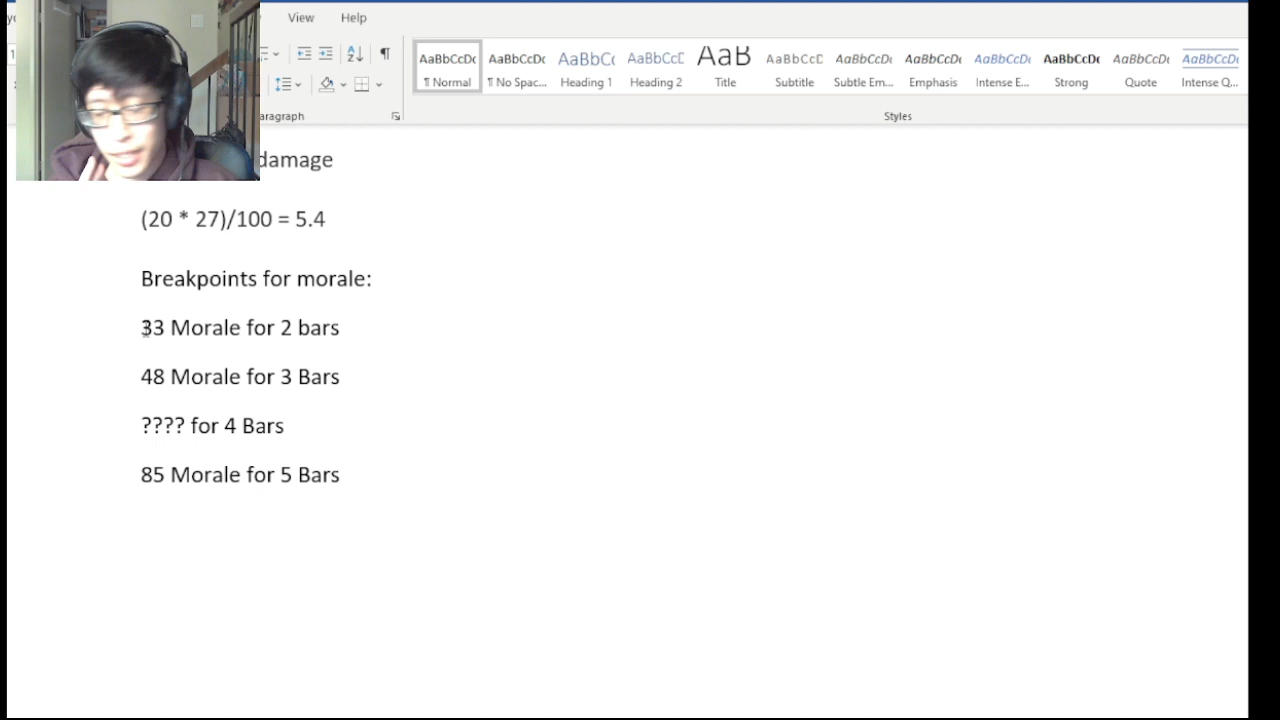 View Help
AaBbCcDc AaBbCcDc AaBbCc AaBbCcC AaB AaBbCcC AaBbCcDc AaBbCcDc AaBbCcDc AaBbCcDc AaBbCcDc AaBbCcDc
¶ Normal ¶ No Spac... Heading 1 Heading 2 Title Subtitle Subtle Em... Emphasis Intense E... Strong Quote Intense Q...
aragraph Styles
damage
(20 * 27)/100 = 5.4
Breakpoints for morale:
33 Morale for 2 bars
48 Morale for 3 Bars
???? for 4 Bars
85 Morale for 5 Bars